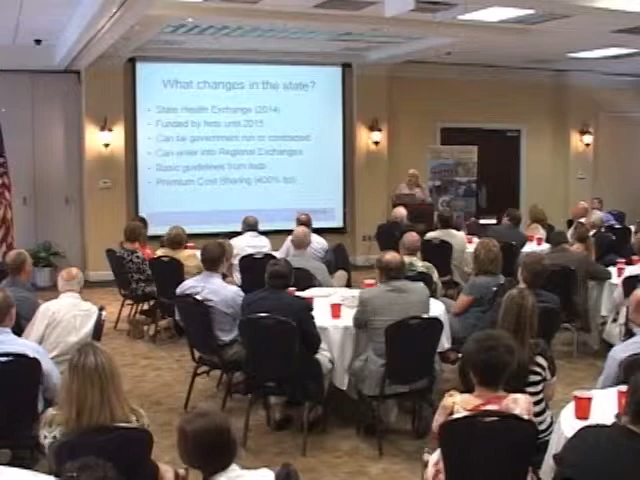 What changes in the state?
- State Health Exchange (2014)
- Funded by feds until 2015
- Can be government run or contracted
- Can enter into Regional Exchanges
- Basic guidelines from
- Premium Cost Sharing (400% fpl)